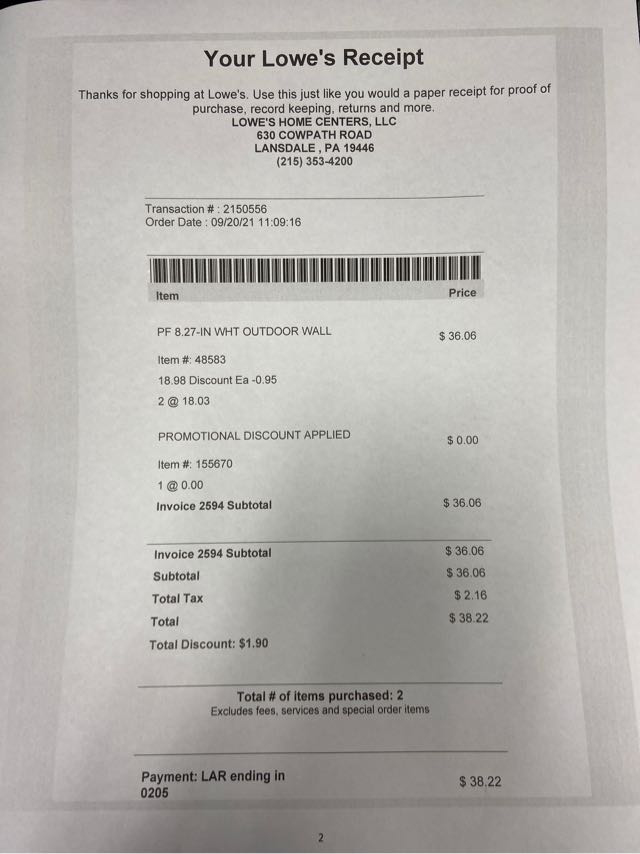 Your Lowe's Receipt
Thanks for shopping at Lowe's. Use this just like you would a paper receipt for proof of
purchase, record keeping, returns and more.
LOWE'S HOME CENTERS, LLC
630 COWPATH ROAD
LANSDALE , PA 19446
(215) 353-4200
Transaction # : 2150556
Order Date : 09/20/21 11:09:16
Item Price
PF 8.27-IN WHT OUTDOOR WALL $ 36.06
Item #: 48583
18.98 Discount Ea -0.95
2 @ 18.03
PROMOTIONAL DISCOUNT APPLIED $ 0.00
Item #: 155670
1 @ 0.00
Invoice 2594 Subtotal $ 36.06
Invoice 2594 Subtotal $ 36.06
Subtotal $ 36.06
Total Tax $ 2.16
Total $ 38.22
Total Discount: $1.90
Total # of items purchased: 2
Excludes fees, services and special order items
Payment: LAR ending in $ 38.22
0205
2